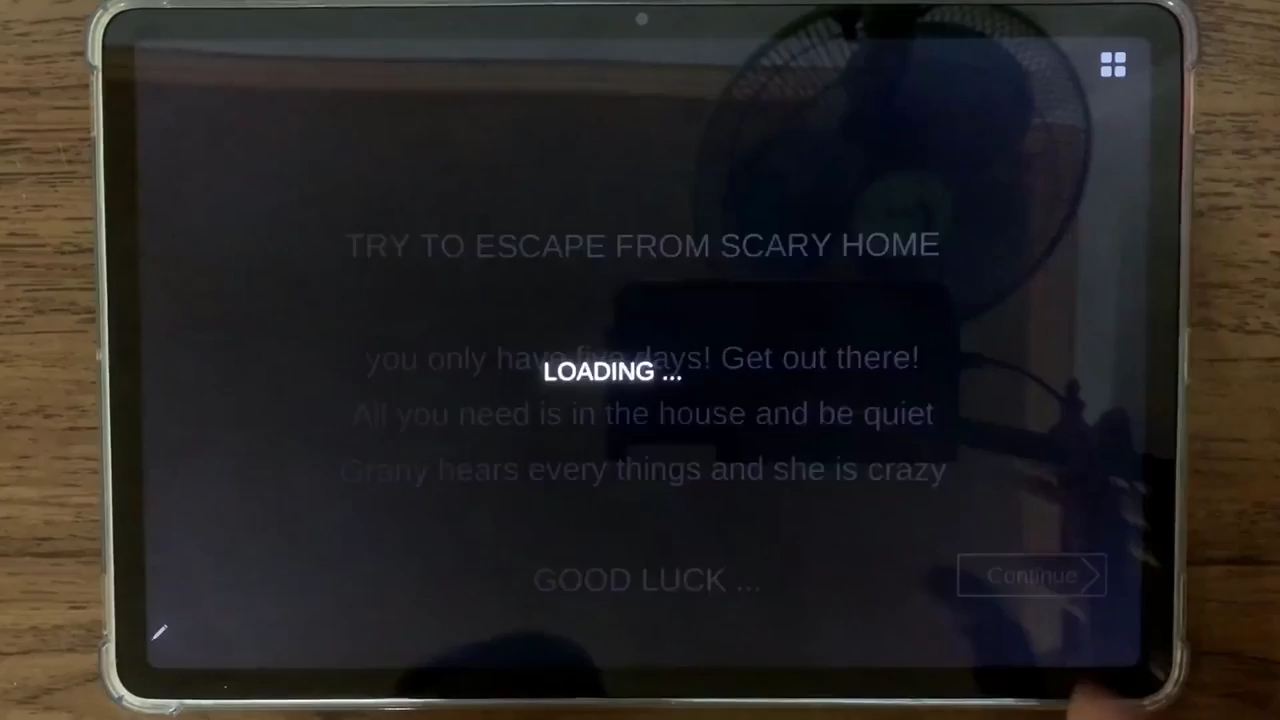 TRY TO ESCAPE FROM SCARY HOME
you only have five days! Get out there!
LOADING ...
All you need is in the house and be quiet
Grany hears every things and she is crazy
GOOD LUCK ...
Continue